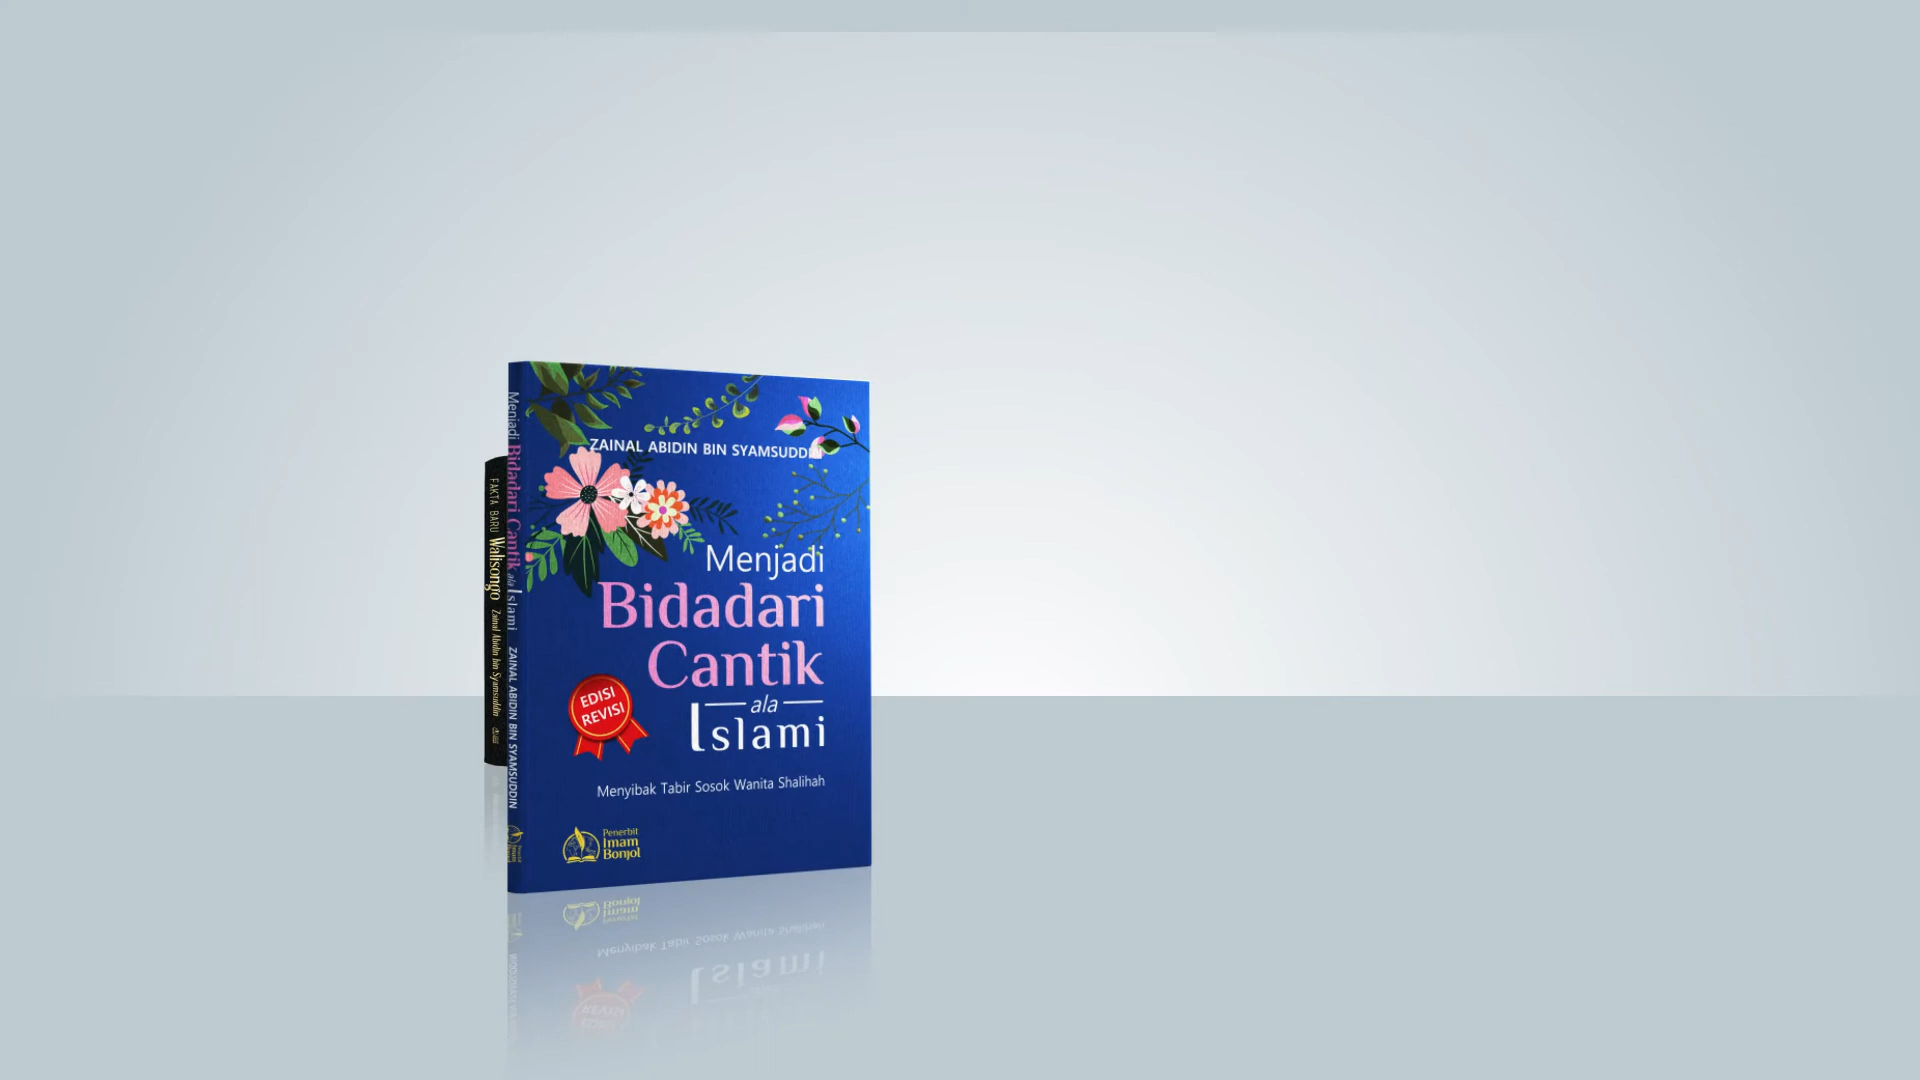 ZAINAL ABIDIN BIN SYAMSUDDIN
Menjadi
Bidadari
Cantik
ala
Islami
EDISI
REVISI
Menyibak Tabir Sosok Wanita Shalihah
Penerbit
Imam
Bonjol
Menjadi Bidadari Cantik ala Islami ZAINAL ABIDIN BIN SYAMSUDDIN
FAKTA BARU Walisongo Zainal Abidin bin Syamsuddin